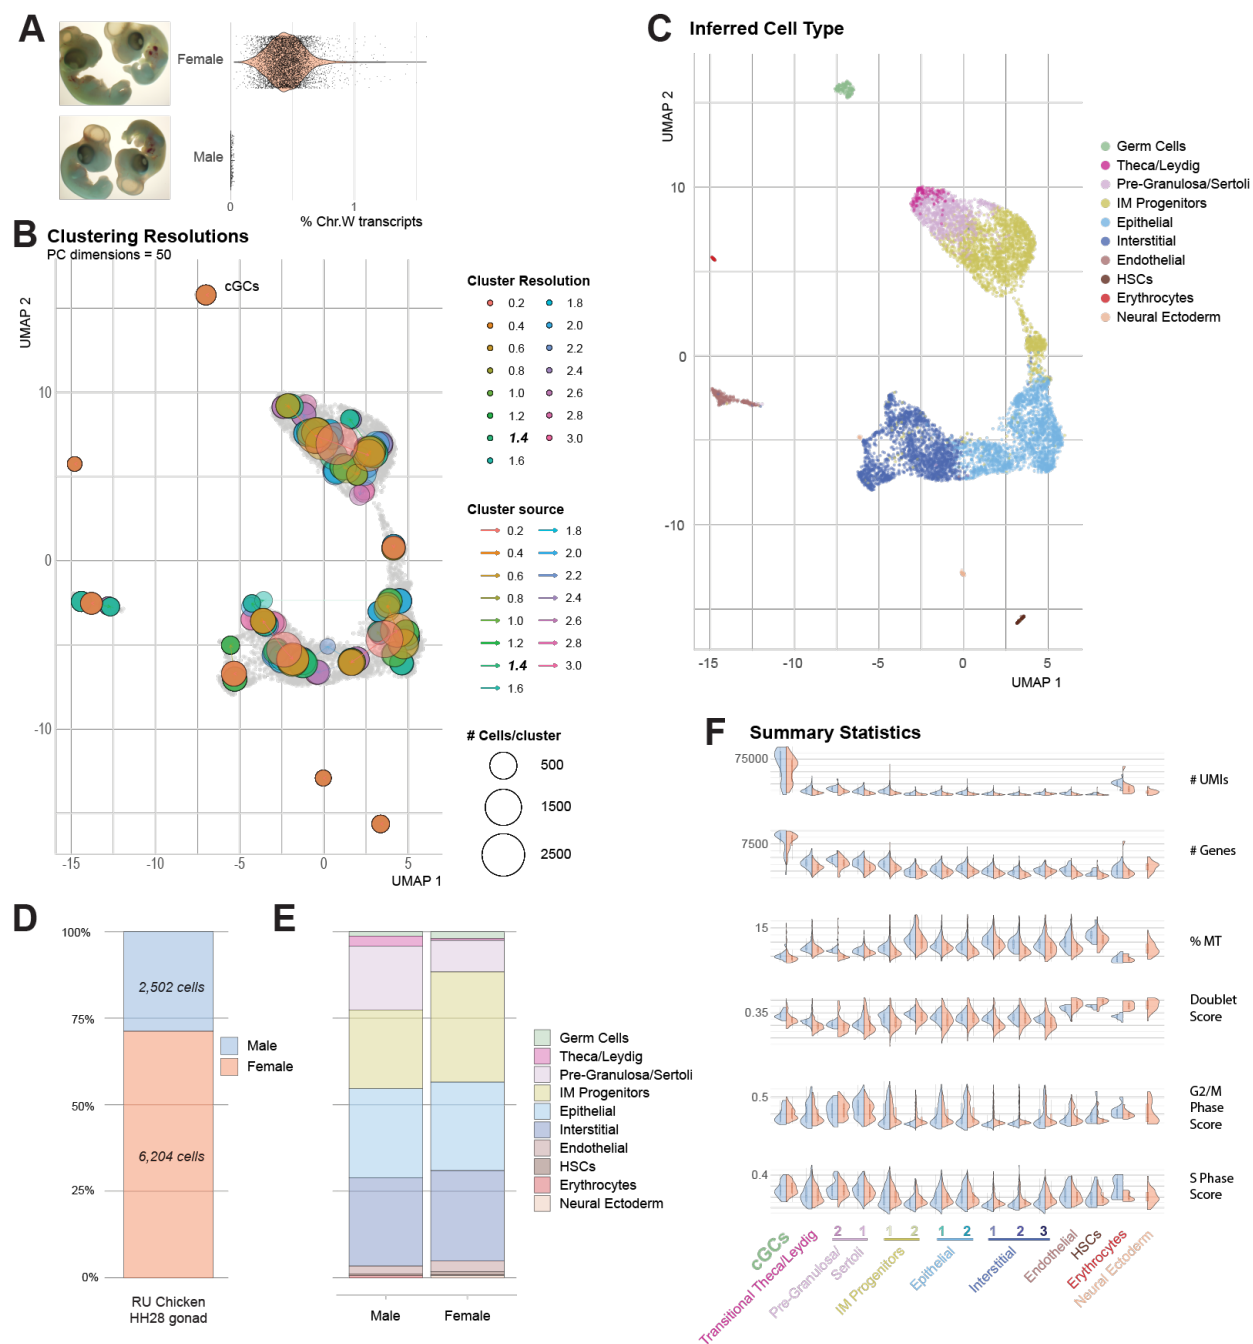 A
Female
Male
0
1
% Chr.W transcripts
B Clustering Resolutions
PC dimensions = 50
UMAP 2
cGCs
10
0
-10
-15
-10
-5
0
5
UMAP 1
Cluster Resolution
0.2
1.8
0.4
2.0
0.6
2.2
0.8
2.4
1.0
2.6
1.2
2.8
1.4
3.0
1.6
Cluster source
0.2
1.8
0.4
2.0
0.6
2.2
0.8
2.4
1.0
2.6
1.2
2.8
1.4
3.0
1.6
# Cells/cluster
500
1500
2500
C Inferred Cell Type
UMAP 2
10
0
-10
-15
-10
-5
0
5
UMAP 1
Germ Cells
Theca/Leydig
Pre-Granulosa/Sertoli
IM Progenitors
Epithelial
Interstitial
Endothelial
HSCs
Erythrocytes
Neural Ectoderm
D
100%
75%
50%
25%
0%
2,502 cells
6,204 cells
RU Chicken
HH28 gonad
Male
Female
E
Male
Female
Germ Cells
Theca/Leydig
Pre-Granulosa/Sertoli
IM Progenitors
Epithelial
Interstitial
Endothelial
HSCs
Erythrocytes
Neural Ectoderm
F Summary Statistics
75000
# UMIs
7500
# Genes
15
% MT
0.35
Doublet
Score
0.5
G2/M
Phase
Score
0.4
S Phase
Score
2 1
1 2
1 2
1 2 3
cGCs
Transitional Theca/Leydig
Pre-Granulosa/
Sertoli
IM Progenitors
Epithelial
Interstitial
Endothelial
HSCs
Erythrocytes
Neural Ectoderm